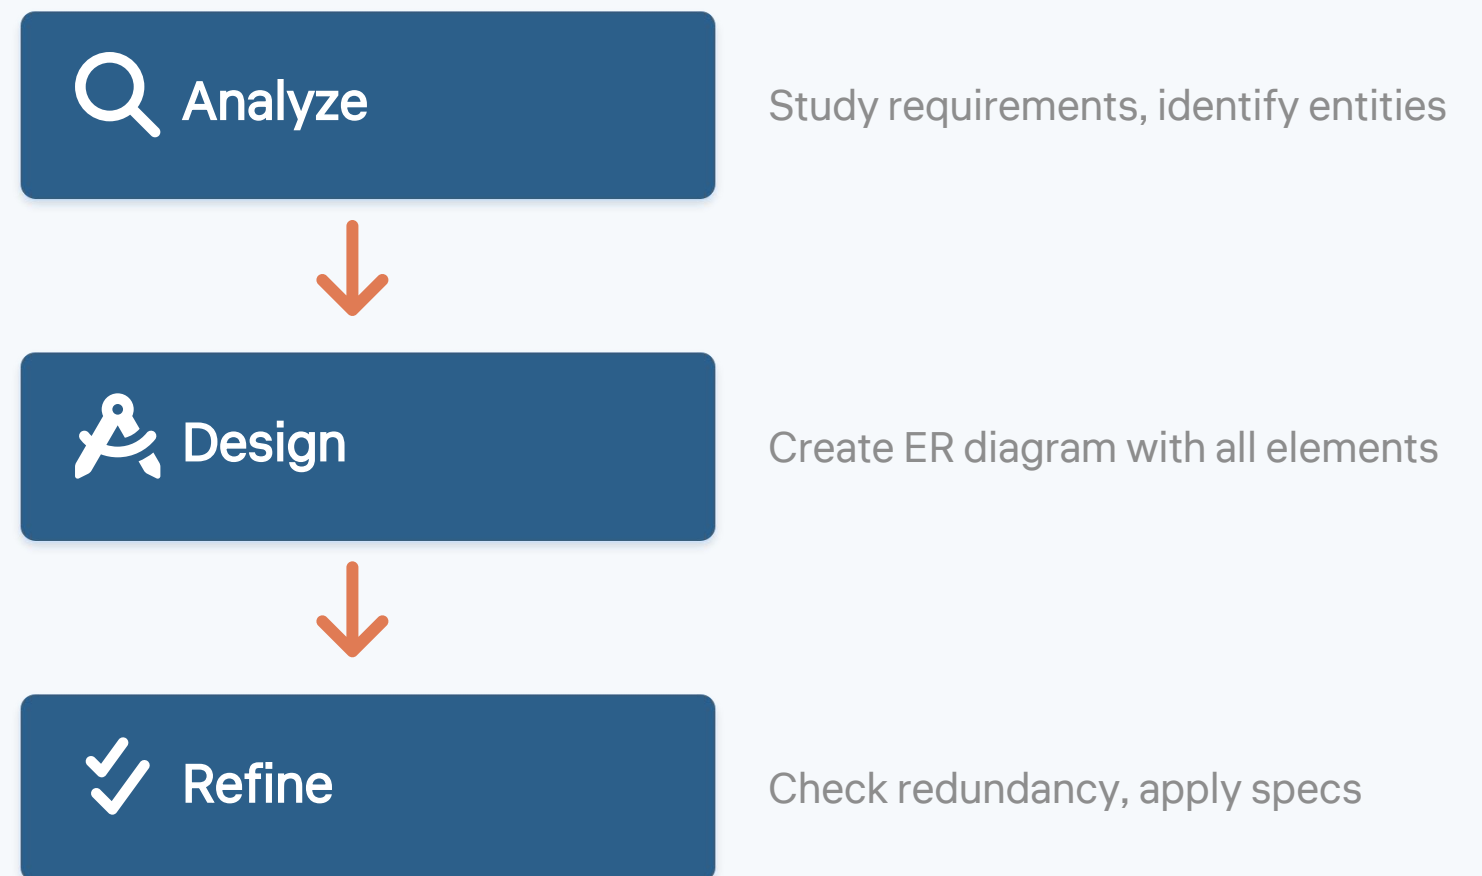 Analyze
Study requirements, identify entities
Design
Create ER diagram with all elements
Refine
Check redundancy, apply specs